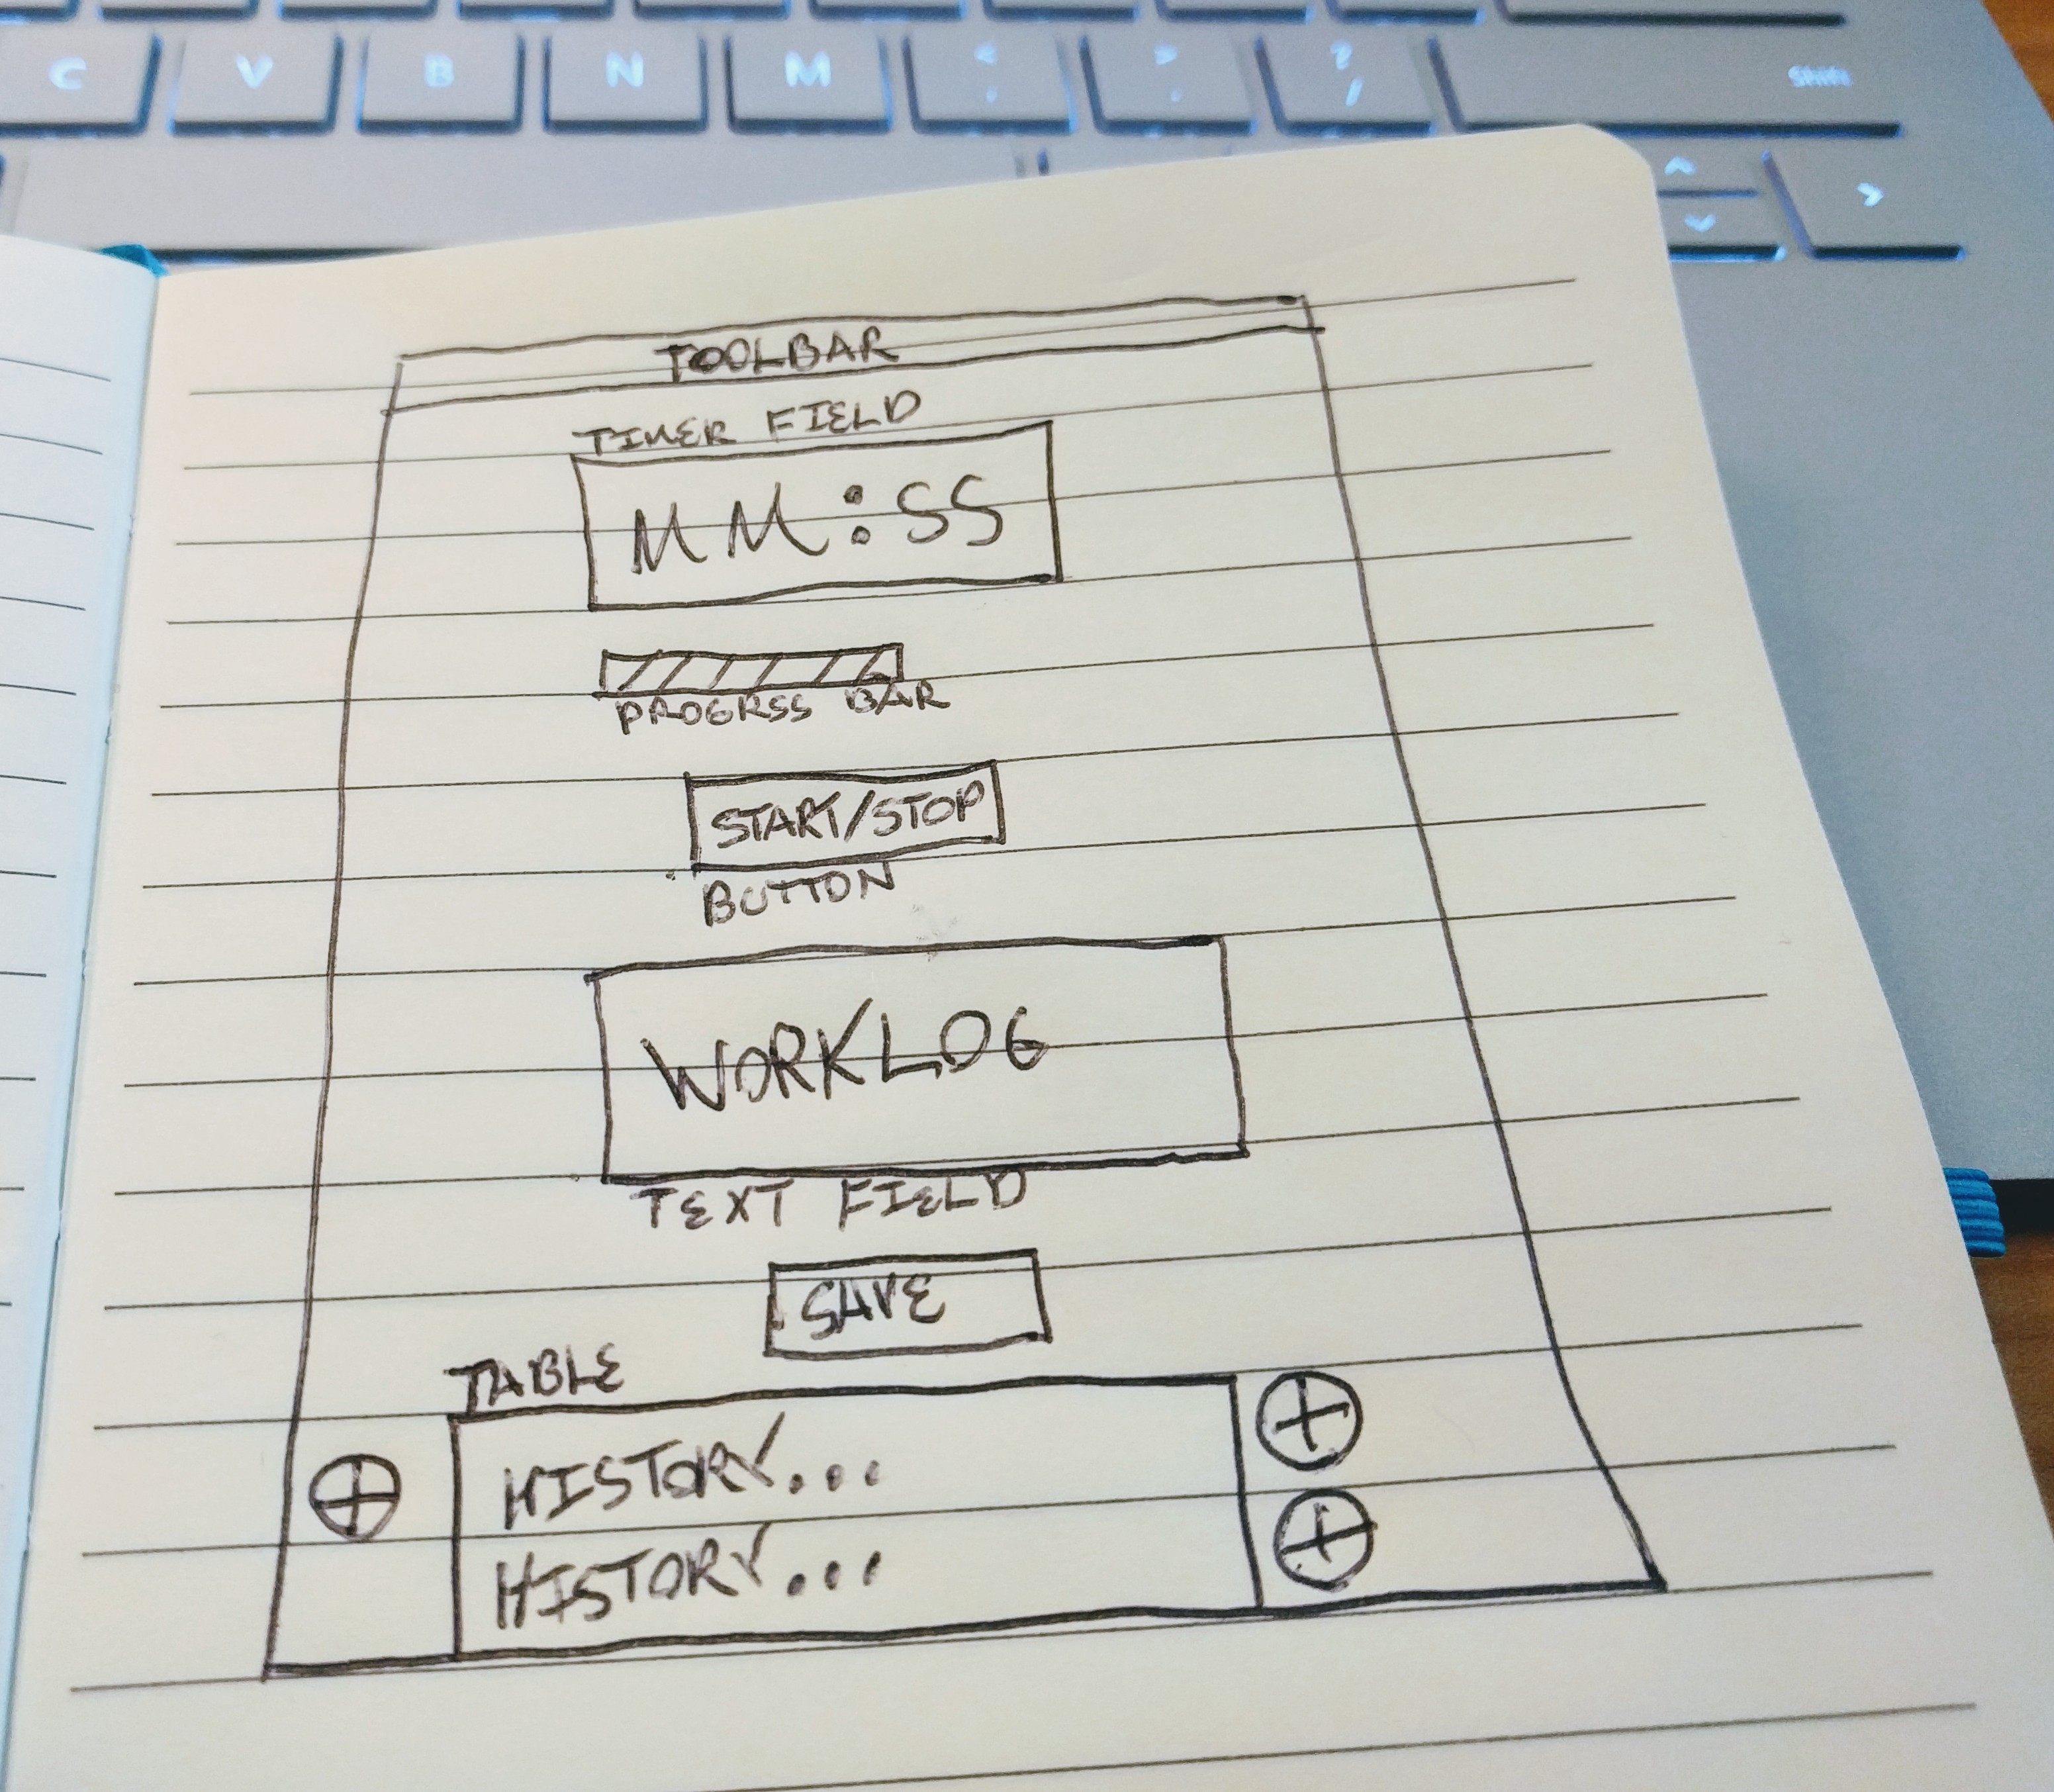 C V B N M < , > . ? / Shift
TOOLBAR
TIMER FIELD
MM:SS
PROGRSS BAR
START/STOP
BUTTON
WORKLOG
TEXT FIELD
SAVE
TABLE
HISTORY...
HISTORY...